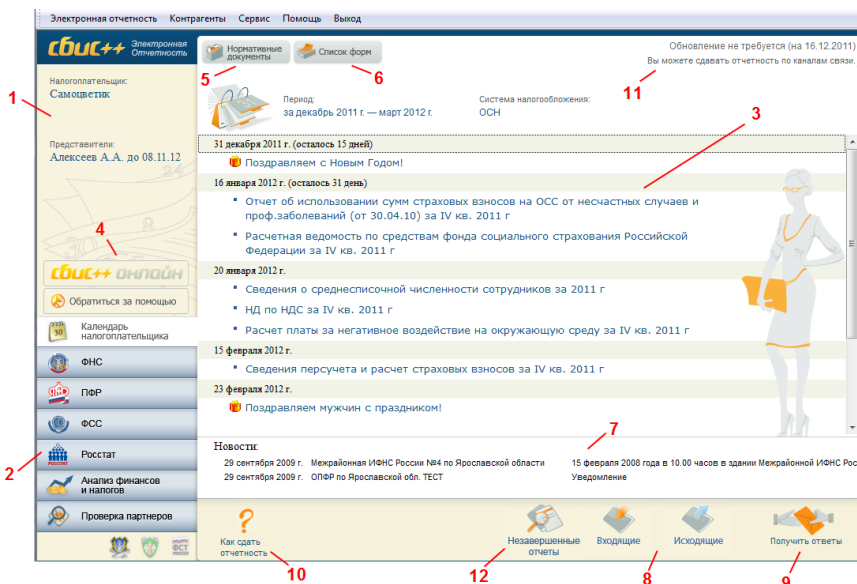 Электронная отчетность Контрагенты Сервис Помощь Выход
сбис++ Электронная Отчетность
Нормативные документы
Список форм
Обновление не требуется (на 16.12.2011)
Вы можете сдавать отчетность по каналам связи.
5
6
11
1
Налогоплательщик:
Самоцветик
Период:
за декабрь 2011 г. — март 2012 г.
Система налогообложения:
ОСН
3
Представители:
Алексеев А.А. до 08.11.12
31 декабря 2011 г. (осталось 15 дней)
Поздравляем с Новым Годом!
16 января 2012 г. (осталось 31 день)
Отчет об использовании сумм страховых взносов на ОСС от несчастных случаев и
проф.заболеваний (от 30.04.10) за IV кв. 2011 г
Расчетная ведомость по средствам фонда социального страхования Российской
Федерации за IV кв. 2011 г
20 января 2012 г.
Сведения о среднесписочной численности сотрудников за 2011 г
НД по НДС за IV кв. 2011 г
Расчет платы за негативное воздействие на окружающую среду за IV кв. 2011 г
15 февраля 2012 г.
Сведения персучета и расчет страховых взносов за IV кв. 2011 г
23 февраля 2012 г.
Поздравляем мужчин с праздником!
24
8
30
4
сбис++ онлайн
Обратиться за помощью
30
Календарь
налогоплательщика
ФНС
ПФР
ФСС
РОССТАТ
Росстат
2
Анализ финансов
и налогов
Проверка партнеров
ФСТ
РОССИИ
Новости:
7
29 сентября 2009 г. Межрайонная ИФНС России №4 по Ярославской области
15 февраля 2008 года в 10.00 часов в здании Межрайонной ИФНС Рос
29 сентября 2009 г. ОПФР по Ярославской обл. ТЕСТ
Уведомление
Как сдать
отчетность
Незавершенные
отчеты
Входящие
Исходящие
Получить ответы
10
12
8
9